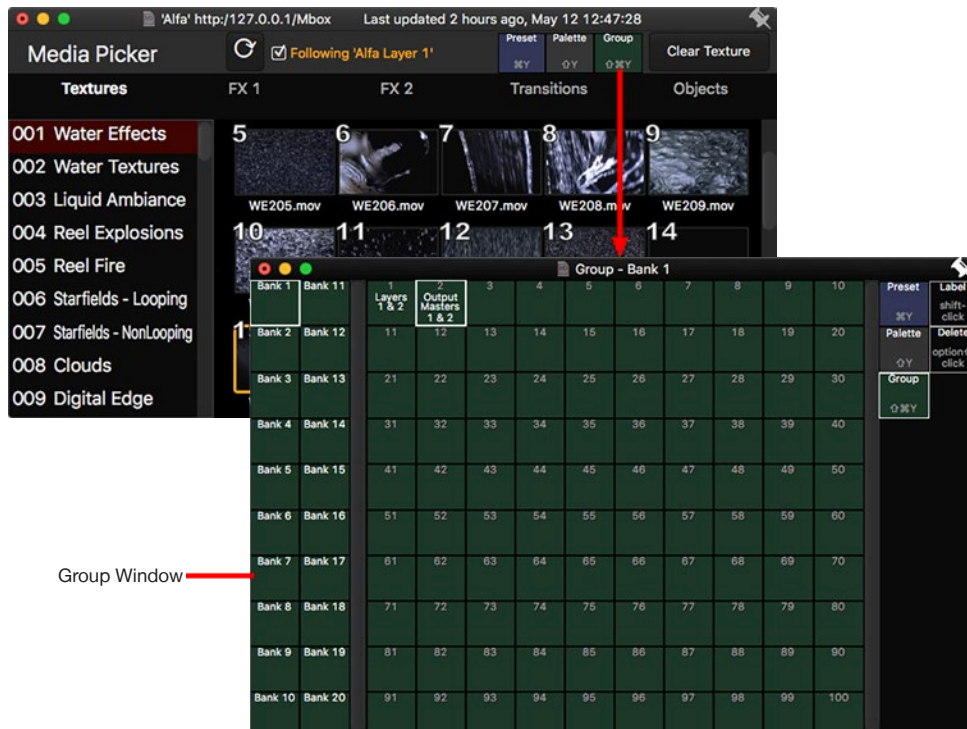 'Alfa' http:/127.0.0.1/Mbox Last updated 2 hours ago, May 12 12:47:28
Media Picker
Following 'Alfa Layer 1'
Preset ⌘Y
Palette ⇧Y
Group ⇧⌘Y
Clear Texture
Textures FX 1 FX 2 Transitions Objects
001 Water Effects
002 Water Textures
003 Liquid Ambiance
004 Reel Explosions
005 Reel Fire
006 Starfields - Looping
007 Starfields - NonLooping
008 Clouds
009 Digital Edge
5 6 7 8 9
WE205.mov WE206.mov WE207.mov WE208.mov WE209.mov
10 11 12 13 14
Group - Bank 1
Bank 1 Bank 11 1 Layers 1 & 2 2 Output Masters 1 & 2 3 4 5 6 7 8 9 10
Bank 2 Bank 12 11 12 13 14 15 16 17 18 19 20
Bank 3 Bank 13 21 22 23 24 25 26 27 28 29 30
Bank 4 Bank 14 31 32 33 34 35 36 37 38 39 40
Bank 5 Bank 15 41 42 43 44 45 46 47 48 49 50
Bank 6 Bank 16 51 52 53 54 55 56 57 58 59 60
Bank 7 Bank 17 61 62 63 64 65 66 67 68 69 70
Bank 8 Bank 18 71 72 73 74 75 76 77 78 79 80
Bank 9 Bank 19 81 82 83 84 85 86 87 88 89 90
Bank 10 Bank 20 91 92 93 94 95 96 97 98 99 100
Preset ⌘Y
Label shift-click
Palette ⇧Y
Delete option-click
Group ⇧⌘Y
Group Window